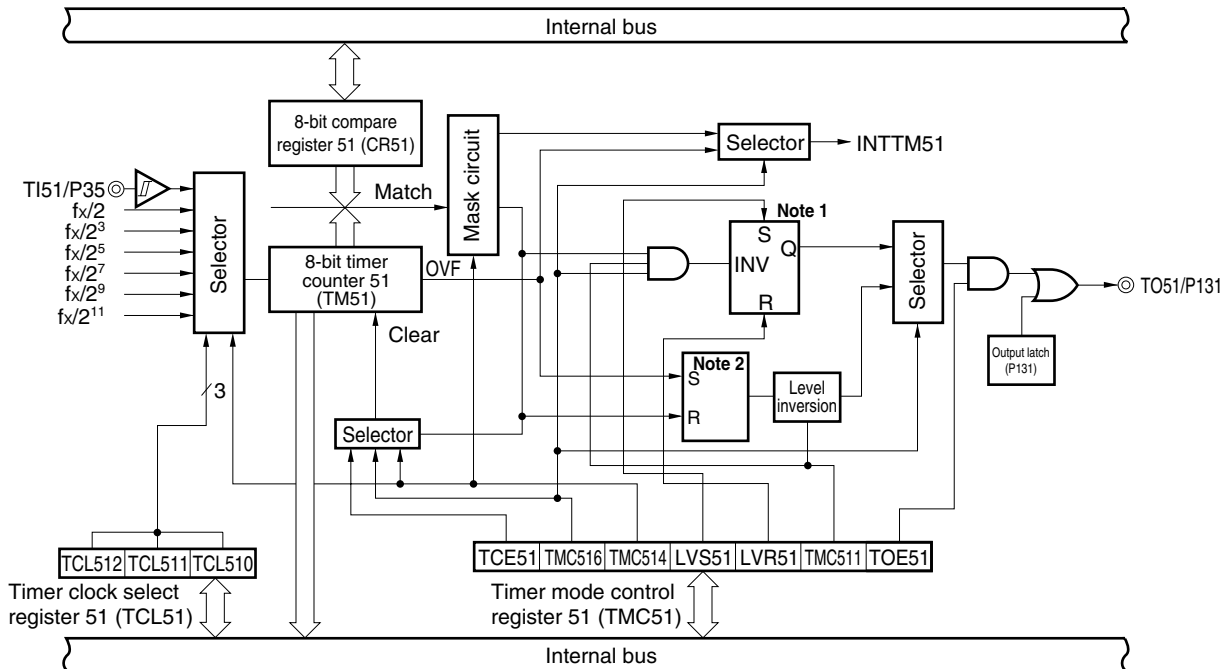 Internal bus
8-bit compare
register 51 (CR51)
Mask circuit
Selector
INTTM51
TI51/P35
fx/2
fx/2³
fx/2⁵
fx/2⁷
fx/2⁹
fx/2¹¹
Selector
Match
Note 1
S
INV
Q
R
Selector
8-bit timer
counter 51
(TM51)
OVF
TO51/P131
Clear
Output latch
(P131)
Note 2
S
R
Level
inversion
3
Selector
TCE51 TMC516 TMC514 LVS51 LVR51 TMC511 TOE51
TCL512 TCL511 TCL510
Timer clock select
register 51 (TCL51)
Timer mode control
register 51 (TMC51)
Internal bus